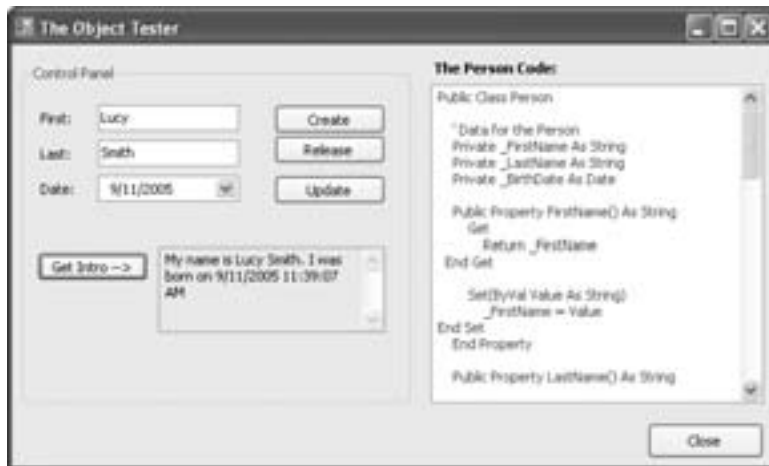 The Object Tester
Control Panel
First:
Lucy
Create
Last:
Smith
Release
Date:
9/11/2005
Update
Get Intro -->
My name is Lucy Smith. I was
born on 9/11/2005 11:39:07
AM
The Person Code:
Public Class Person
'Data for the Person
Private _FirstName As String
Private _LastName As String
Private _BirthDate As Date
Public Property FirstName() As String
Get
Return _FirstName
End Get
Set(ByVal Value As String)
_FirstName = Value
End Set
End Property
Public Property LastName() As String
Close